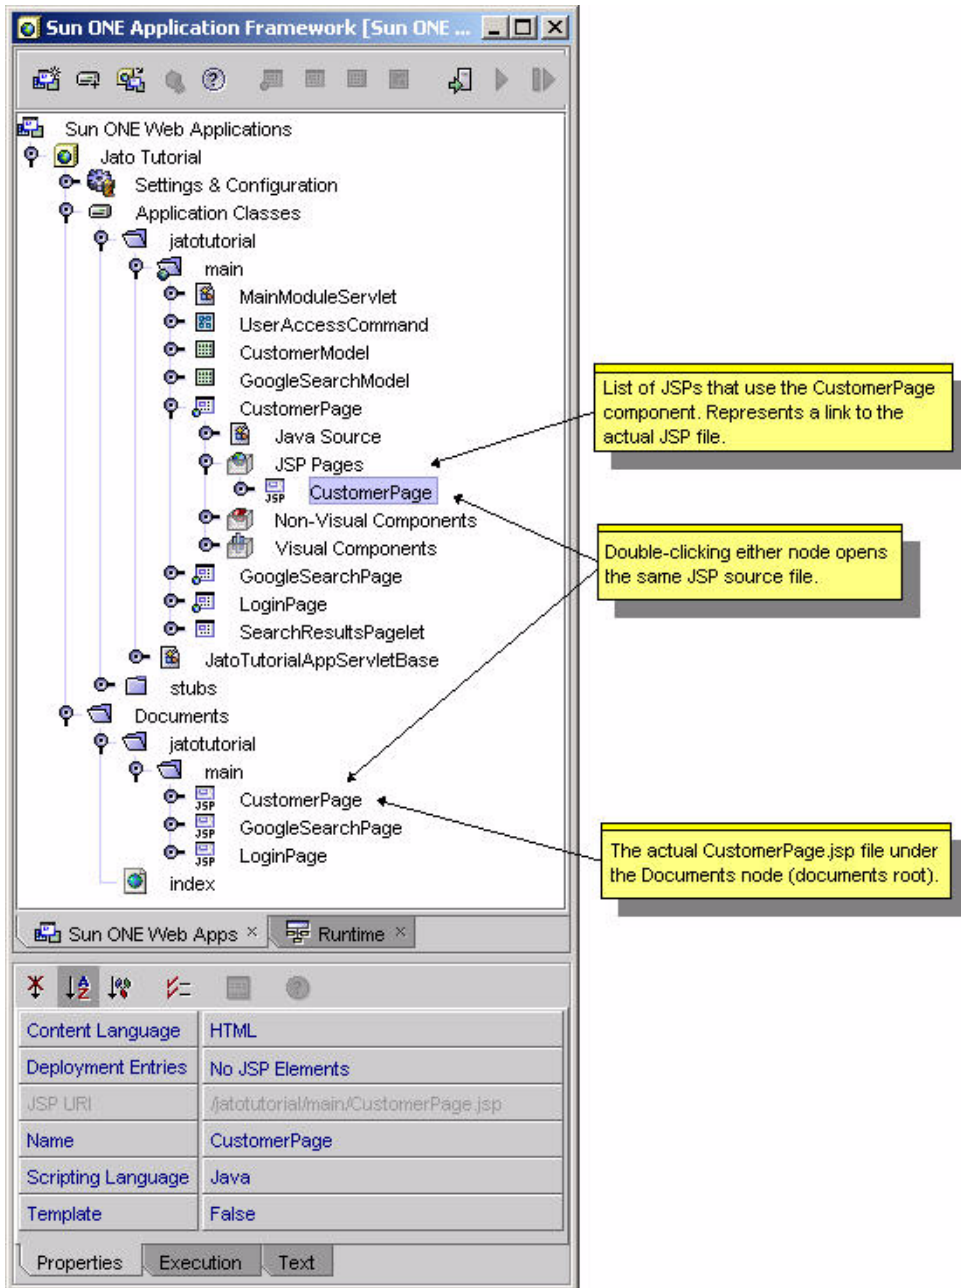 Sun ONE Application Framework [Sun ONE ...
Sun ONE Web Applications
Jato Tutorial
Settings & Configuration
Application Classes
jatotutorial
main
MainModuleServlet
UserAccessCommand
CustomerModel
GoogleSearchModel
CustomerPage
Java Source
JSP Pages
JSP CustomerPage
Non-Visual Components
Visual Components
GoogleSearchPage
LoginPage
SearchResultsPagelet
JatoTutorialAppServletBase
stubs
Documents
jatotutorial
main
JSP CustomerPage
JSP GoogleSearchPage
JSP LoginPage
index
List of JSPs that use the CustomerPage
component. Represents a link to the
actual JSP file.
Double-clicking either node opens
the same JSP source file.
The actual CustomerPage.jsp file under
the Documents node (documents root).
Sun ONE Web Apps × Runtime ×
Content Language HTML
Deployment Entries No JSP Elements
JSP URI /jatotutorial/main/CustomerPage.jsp
Name CustomerPage
Scripting Language Java
Template False
Properties Execution Text